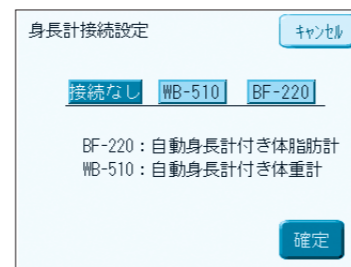 身長計接続設定 キャンセル
接続なし WB-510 BF-220
BF-220：自動身長計付き体脂肪計
WB-510：自動身長計付き体重計
確定